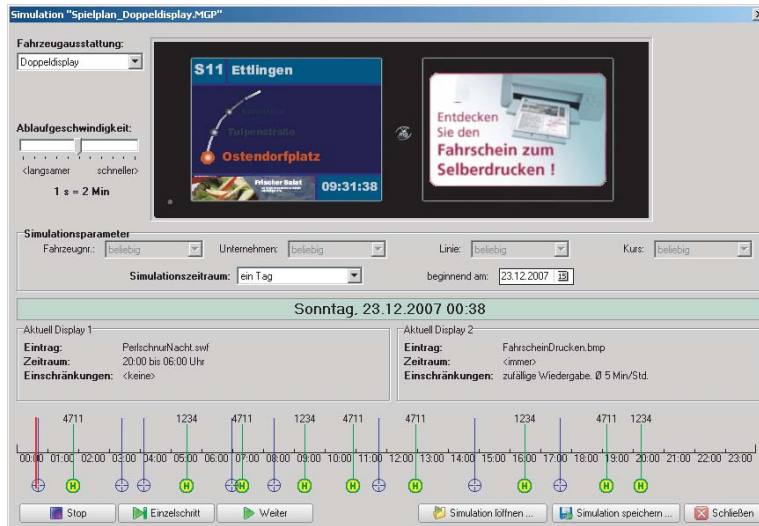 Simulation "Spielplan_Doppeldisplay.MGP"
Fahrzeugausstattung:
Doppeldisplay
Ablaufgeschwindigkeit:
<langsamer schneller>
1 s = 2 Min
S11 Ettlingen
Tulpenstraße
Ostendorfplatz
Frischer Salat
09:31:38
Entdecken
Sie den
Fahrschein zum
Selberdrucken !
Simulationsparameter
Fahrzeugnr.: beliebig Unternehmen: beliebig Linie: beliebig Kurs: beliebig
Simulationszeitraum: ein Tag beginnend am: 23.12.2007 15
Sonntag, 23.12.2007 00:38
Aktuell Display 1
Eintrag: PerlschnurNacht.swf
Zeitraum: 20:00 bis 06:00 Uhr
Einschränkungen: <keine>
Aktuell Display 2
Eintrag: FahrscheinDrucken.bmp
Zeitraum: <immer>
Einschränkungen: zufällige Wiedergabe. Ø 5 Min/Std.
4711 1234 4711 1234 4711 4711 1234 4711 1234
00:00 01:00 02:00 03:00 04:00 05:00 06:00 07:00 08:00 09:00 10:00 11:00 12:00 13:00 14:00 15:00 16:00 17:00 18:00 19:00 20:00 21:00 22:00 23:00
H H H H H H H H H
Stop Einzelschritt Weiter Simulation löffnen ... Simulation speichern ... Schließen